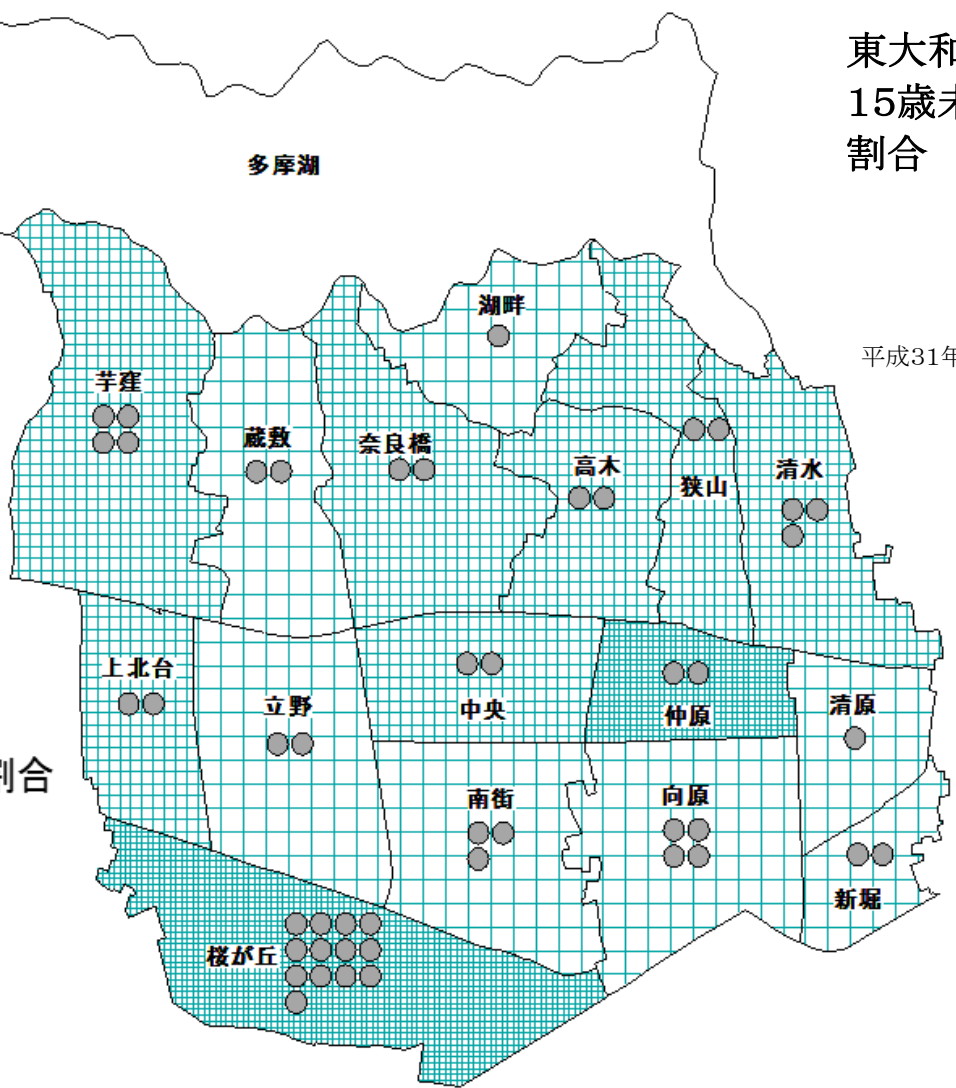 東大和
15歳未
割合
多摩湖
湖畔
平成31年
芋窪
蔵敷
奈良橋
高木
狭山
清水
上北台
立野
中央
仲原
清原
割合
南街
向原
新堀
桜が丘